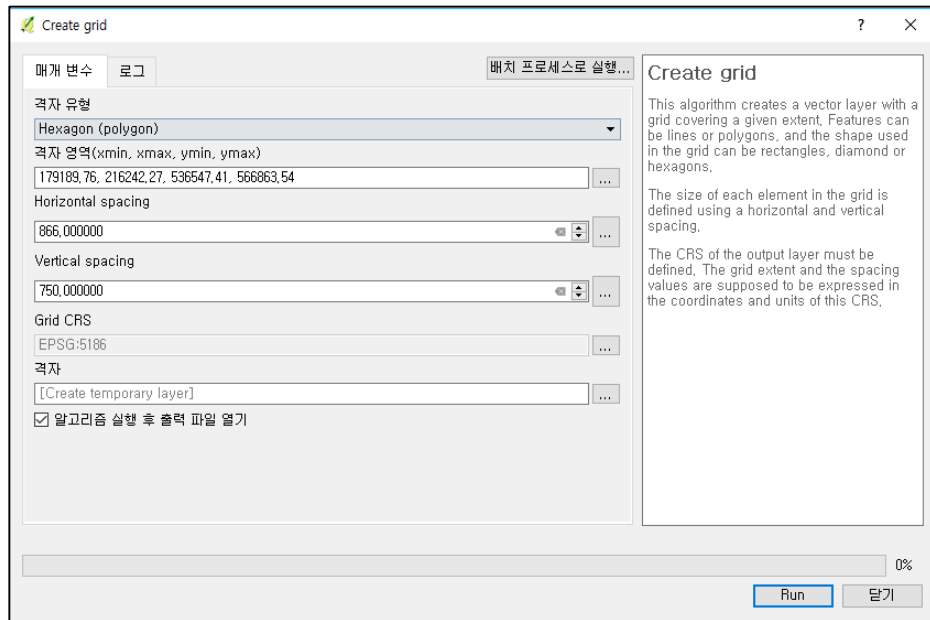 Create grid
?
매개 변수
로그
배치 프로세스로 실행...
격자 유형
Hexagon (polygon)
격자 영역(xmin, xmax, ymin, ymax)
179189,76, 216242,27, 536547,41, 566863,54
...
Horizontal spacing
866,000000
...
Vertical spacing
750,000000
...
Grid CRS
EPSG:5186
...
격자
[Create temporary layer]
...
알고리즘 실행 후 출력 파일 열기
Create grid
This algorithm creates a vector layer with a
grid covering a given extent, Features can
be lines or polygons, and the shape used
in the grid can be rectangles, diamond or
hexagons,
The size of each element in the grid is
defined using a horizontal and vertical
spacing,
The CRS of the output layer must be
defined, The grid extent and the spacing
values are supposed to be expressed in
the coordinates and units of this CRS,
0%
Run
닫기